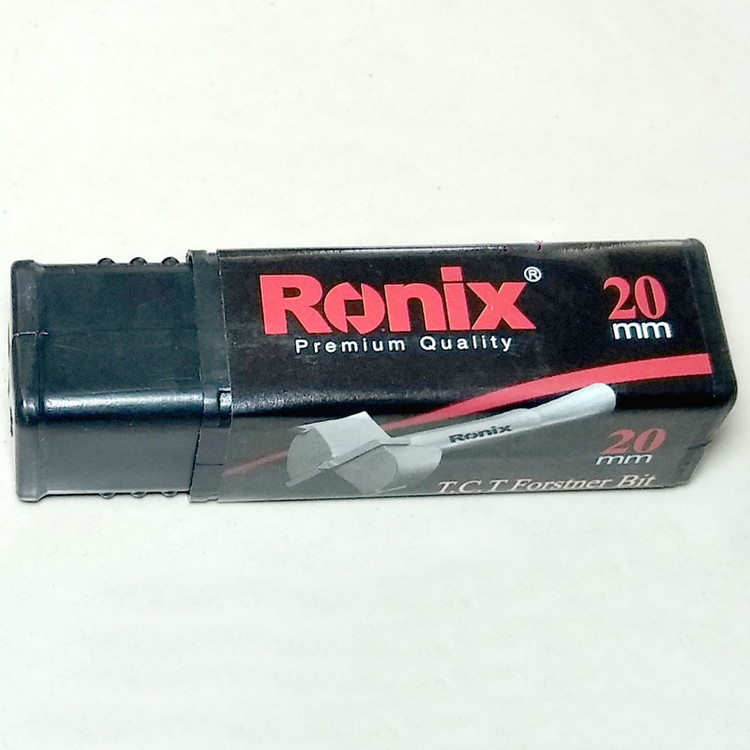 Ronix®
Premium Quality
20
mm
Ronix
20
mm
T.C.T Forstner Bit